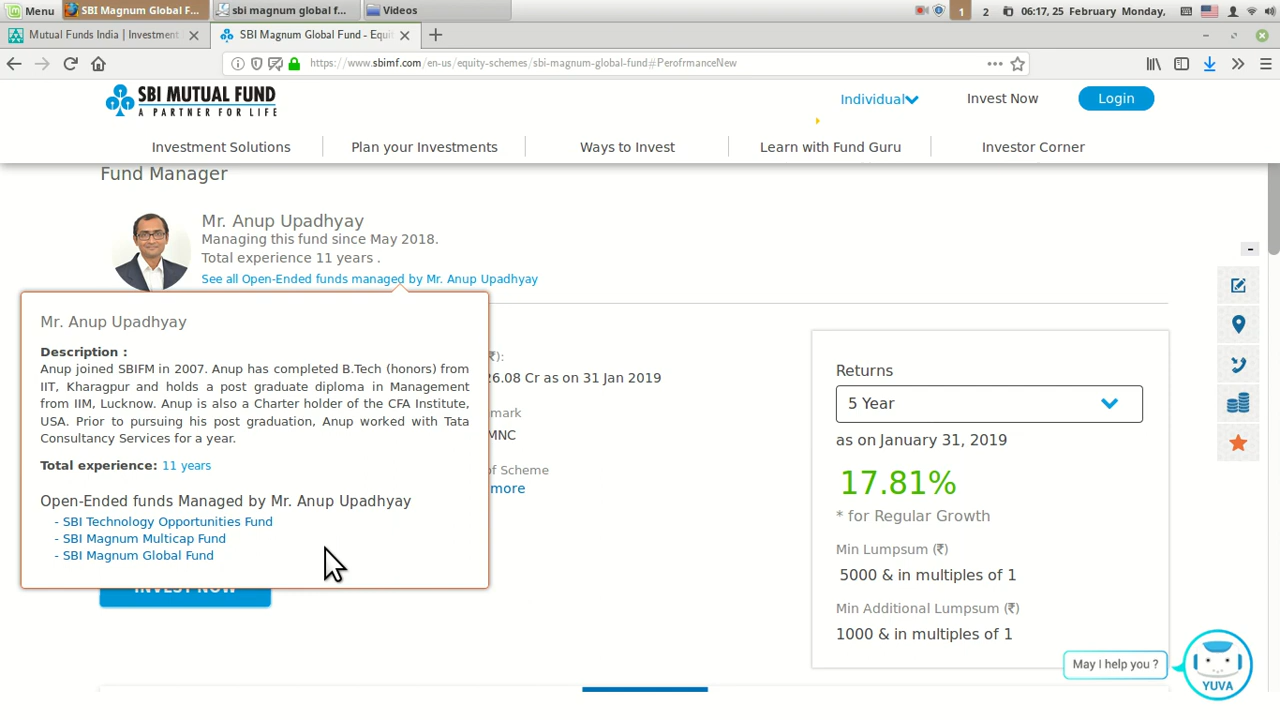 Menu
SBI Magnum Global F...
sbi magnum global f...
Videos
1
2
06:17, 25 February Monday,
Mutual Funds India | Investment
SBI Magnum Global Fund - Equi
https://www.sbimf.com/en-us/equity-schemes/sbi-magnum-global-fund#PerofrmanceNew
SBI MUTUAL FUND
A PARTNER FOR LIFE
Individual
Invest Now
Login
Investment Solutions
Plan your Investments
Ways to Invest
Learn with Fund Guru
Investor Corner
Fund Manager
Mr. Anup Upadhyay
Managing this fund since May 2018.
Total experience 11 years .
See all Open-Ended funds managed by Mr. Anup Upadhyay
Mr. Anup Upadhyay
Description :
Anup joined SBIFM in 2007. Anup has completed B.Tech (honors) from
IIT, Kharagpur and holds a post graduate diploma in Management
from IIM, Lucknow. Anup is also a Charter holder of the CFA Institute,
USA. Prior to pursuing his post graduation, Anup worked with Tata
Consultancy Services for a year.
Total experience: 11 years
Open-Ended funds Managed by Mr. Anup Upadhyay
- SBI Technology Opportunities Fund
- SBI Magnum Multicap Fund
- SBI Magnum Global Fund
INVEST NOW
₹):
26.08 Cr as on 31 Jan 2019
mark
MNC
of Scheme
more
Returns
5 Year
as on January 31, 2019
17.81%
* for Regular Growth
Min Lumpsum (₹)
5000 & in multiples of 1
Min Additional Lumpsum (₹)
1000 & in multiples of 1
May I help you ?
YUVA